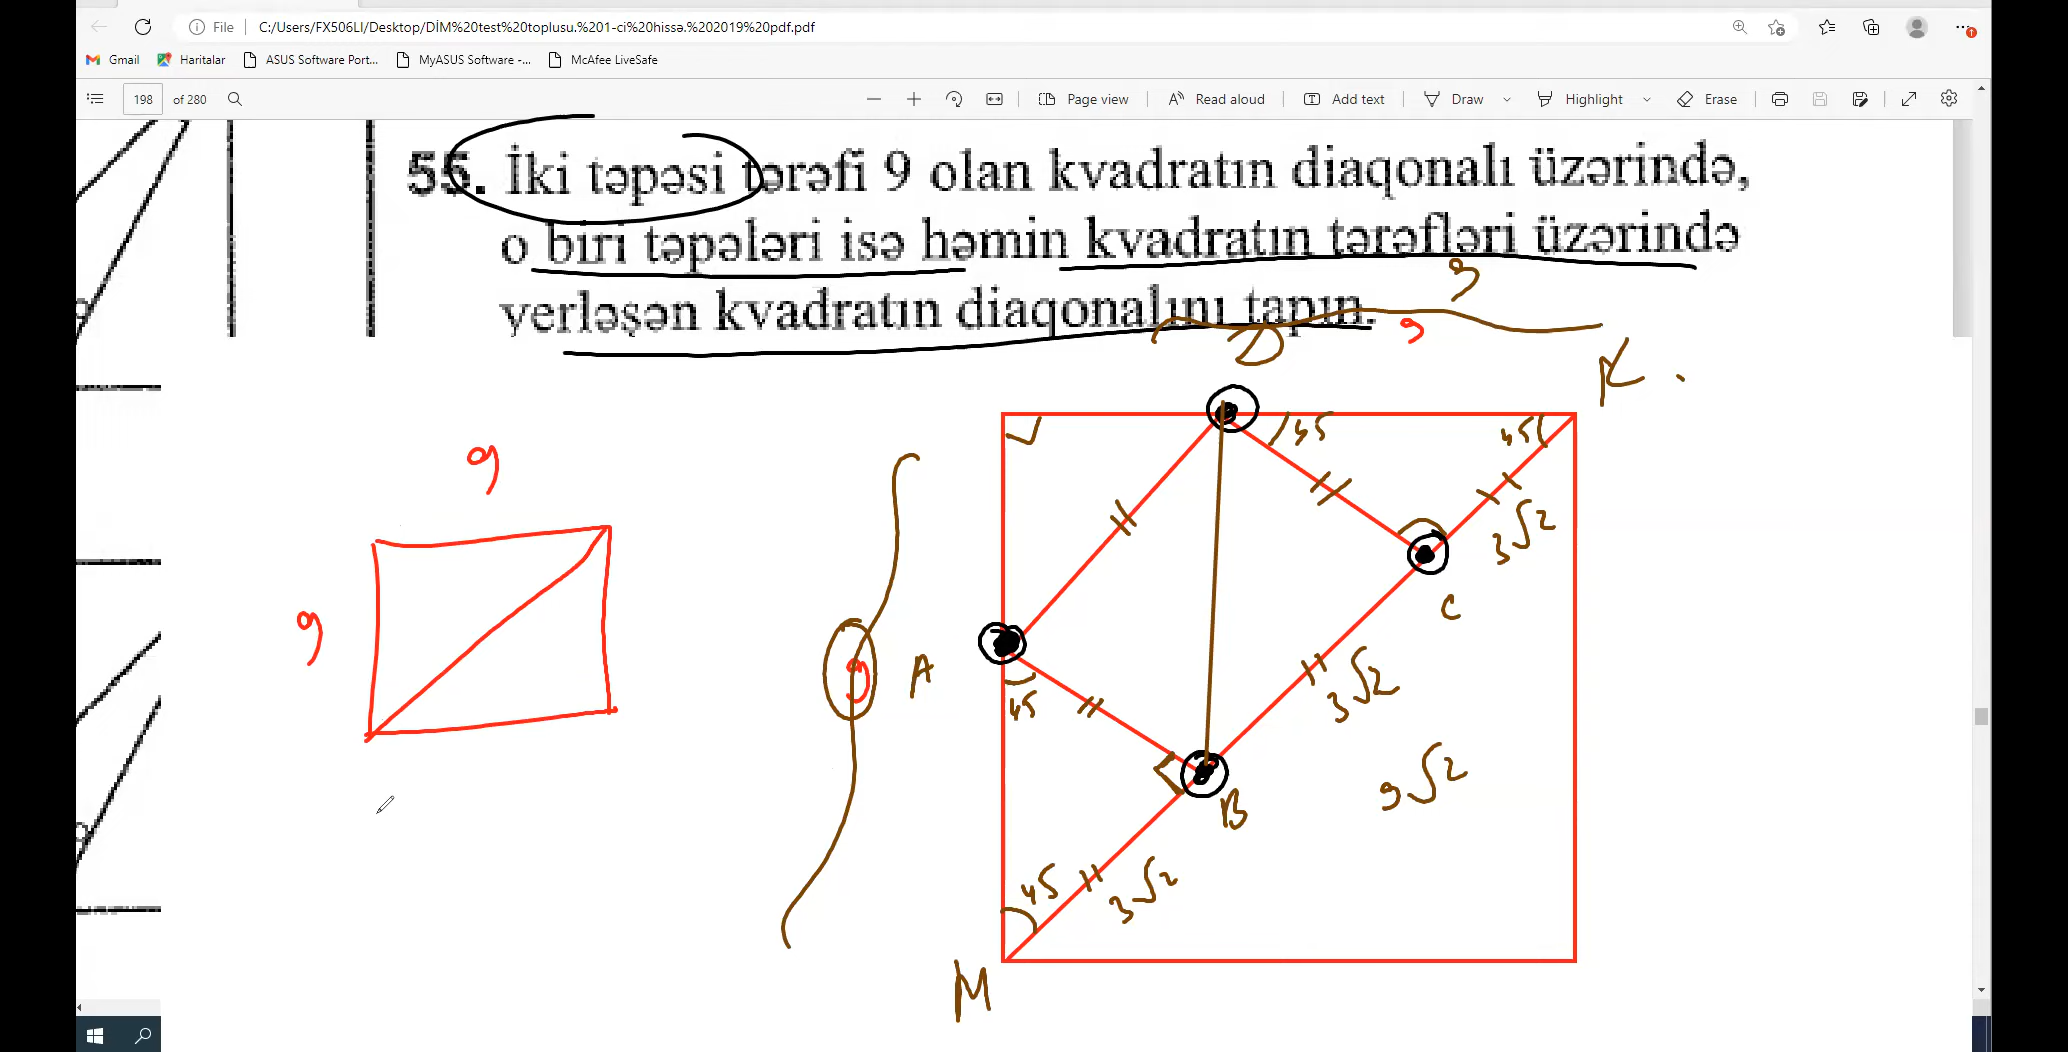 File
C:/Users/FX506LI/Desktop/DİM%20test%20toplusu.%201-ci%20hissə.%202019%20pdf.pdf
Gmail
Haritalar
ASUS Software Port...
MyASUS Software -...
McAfee LiveSafe
198 of 280
Page view
Read aloud
Add text
Draw
Highlight
Erase
55. İki təpəsi tərəfi 9 olan kvadratın diaqonalı üzərində,
o biri təpələri isə həmin kvadratın tərəfləri üzərində
yerləşən kvadratın diaqonalını tapın.
9
9
D
K
45
45
9
3√2
C
9
9
A
45
3√2
9√2
B
45
3√2
M